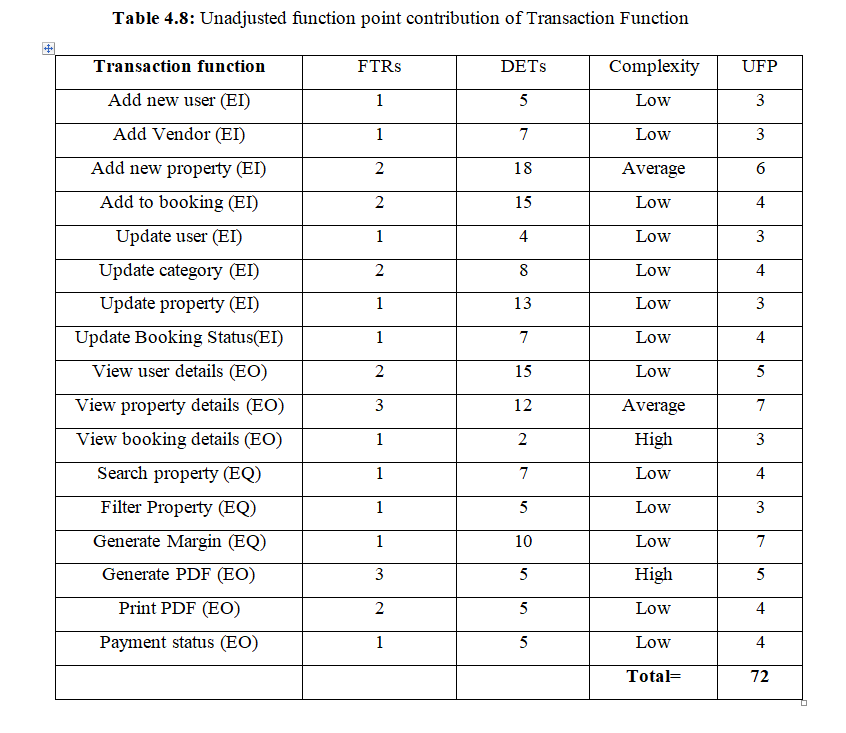 Table 4.8: Unadjusted function point contribution of Transaction Function
Transaction function FTRs DETs Complexity UFP
Add new user (EI) 1 5 Low 3
Add Vendor (EI) 1 7 Low 3
Add new property (EI) 2 18 Average 6
Add to booking (EI) 2 15 Low 4
Update user (EI) 1 4 Low 3
Update category (EI) 2 8 Low 4
Update property (EI) 1 13 Low 3
Update Booking Status(EI) 1 7 Low 4
View user details (EO) 2 15 Low 5
View property details (EO) 3 12 Average 7
View booking details (EO) 1 2 High 3
Search property (EQ) 1 7 Low 4
Filter Property (EQ) 1 5 Low 3
Generate Margin (EQ) 1 10 Low 7
Generate PDF (EO) 3 5 High 5
Print PDF (EO) 2 5 Low 4
Payment status (EO) 1 5 Low 4
Total= 72